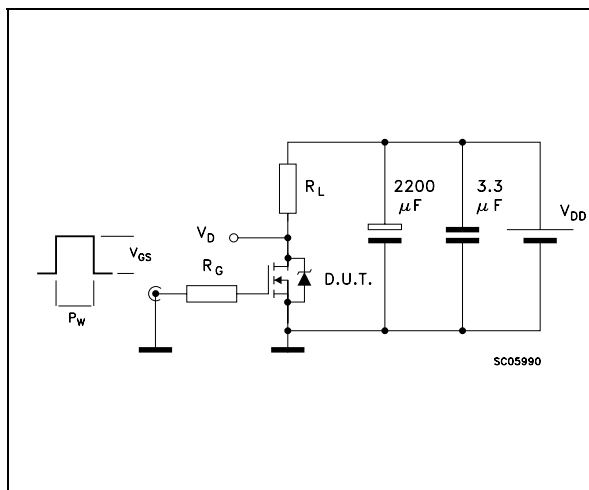 R_L
2200
μF
3.3
μF
V_DD
V_D
V_GS
R_G
D.U.T.
P_W
SC05990